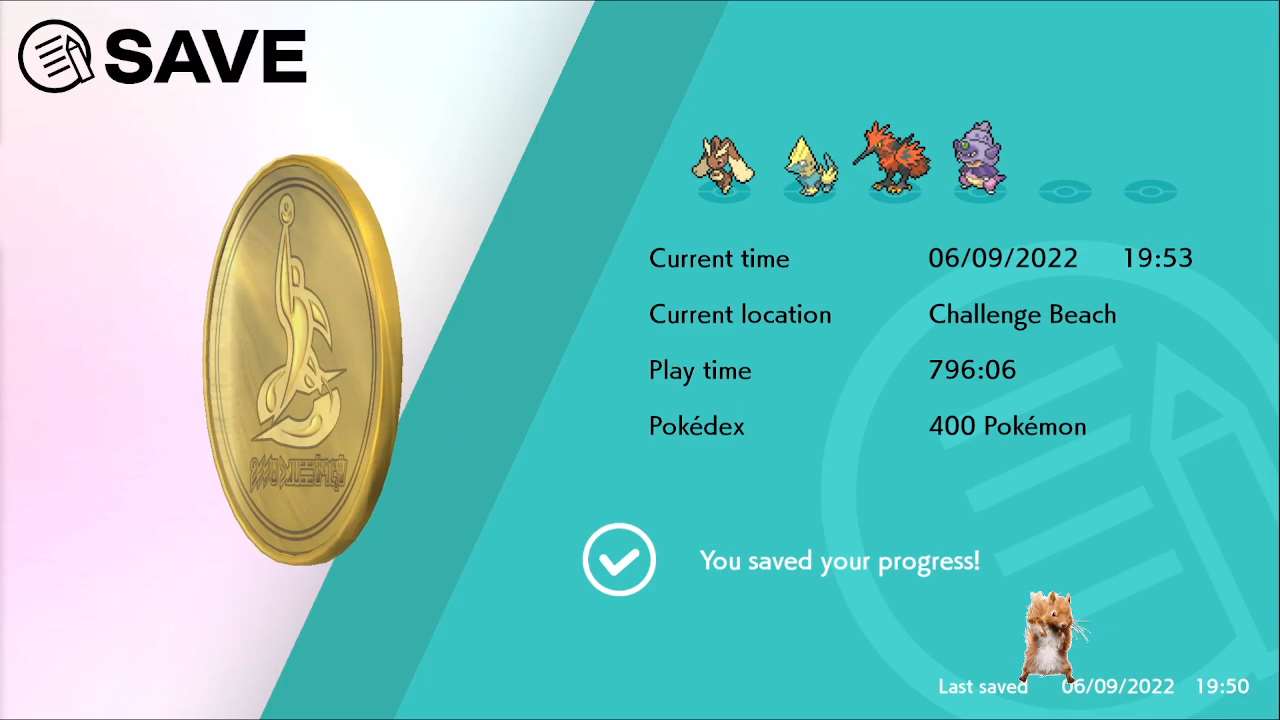 SAVE
Current time 06/09/2022 19:53
Current location Challenge Beach
Play time 796:06
Pokédex 400 Pokémon
You saved your progress!
Last saved 06/09/2022 19:50